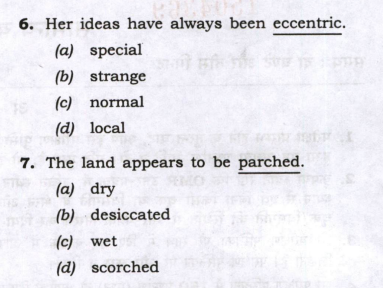 6. Her ideas have always been eccentric.
(a) special
(b) strange
(c) normal
(d) local
7. The land appears to be parched.
(a) dry
(b) desiccated
(c) wet
(d) scorched